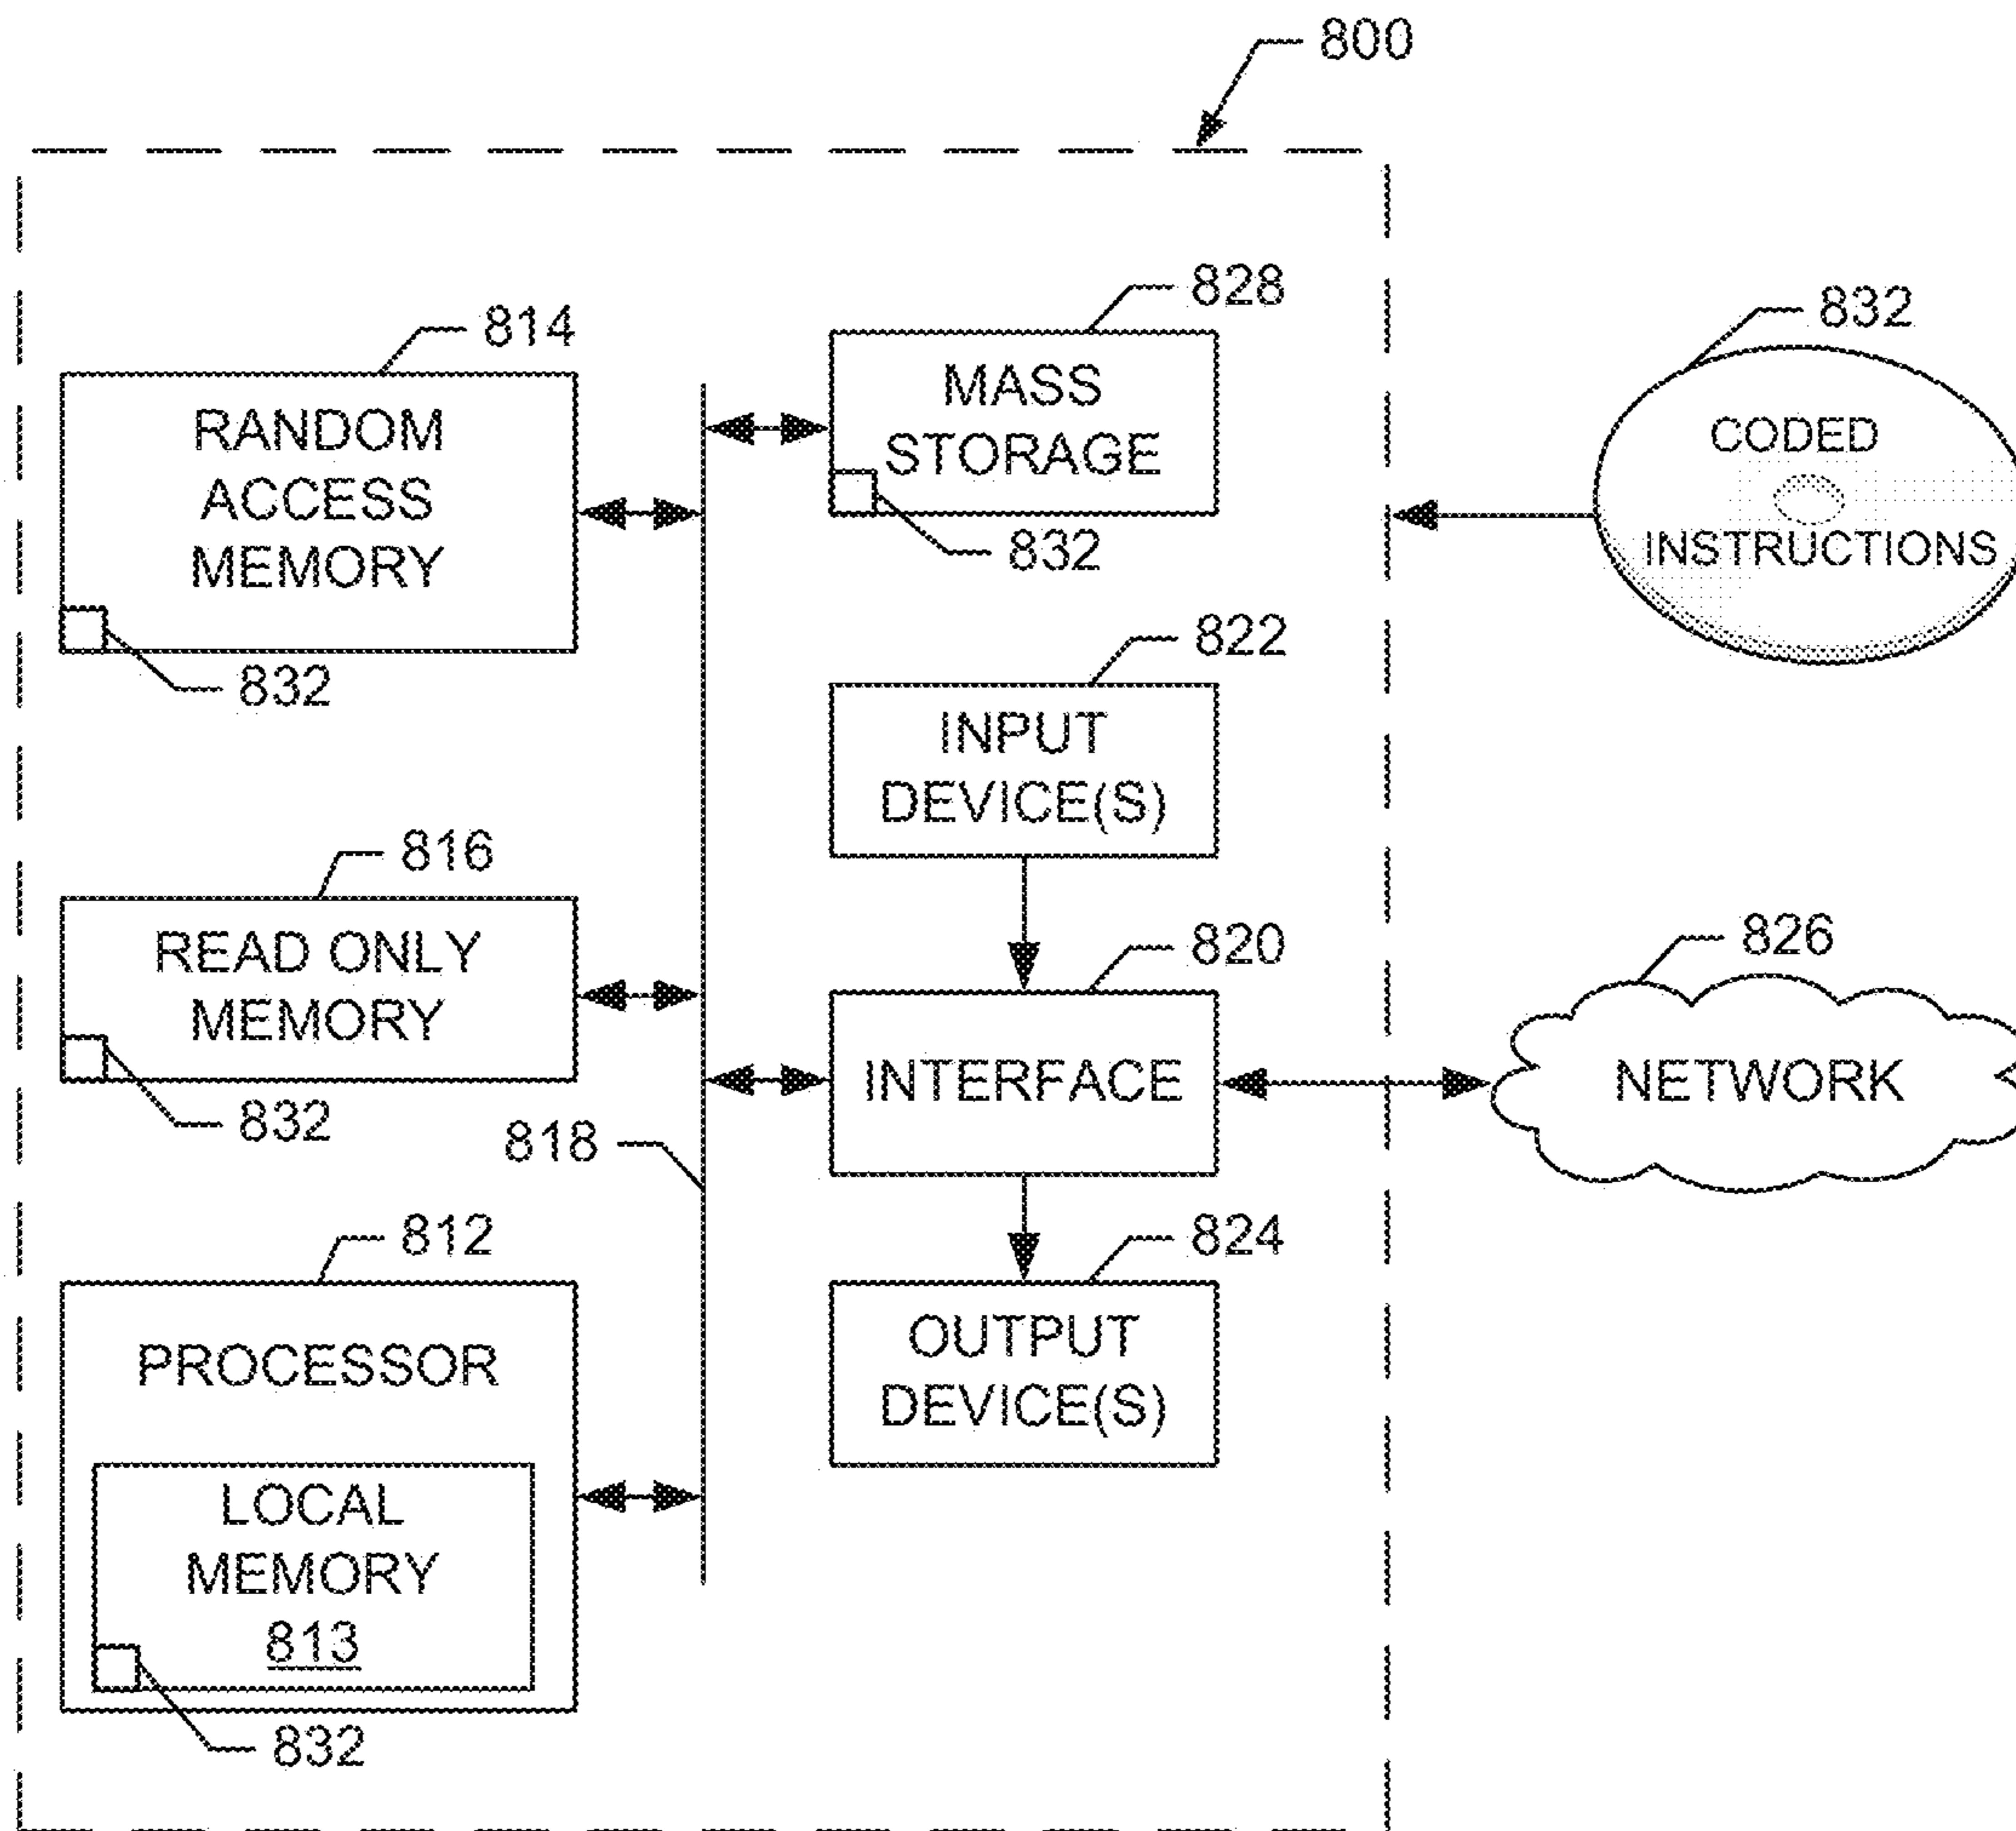 800
828
832
814
MASS
STORAGE
RANDOM
ACCESS
MEMORY
CODED
INSTRUCTIONS
832
832
822
INPUT
DEVICE(S)
816
READ ONLY
MEMORY
820
826
INTERFACE
NETWORK
832
818
812
824
PROCESSOR
OUTPUT
DEVICE(S)
LOCAL
MEMORY
813
832